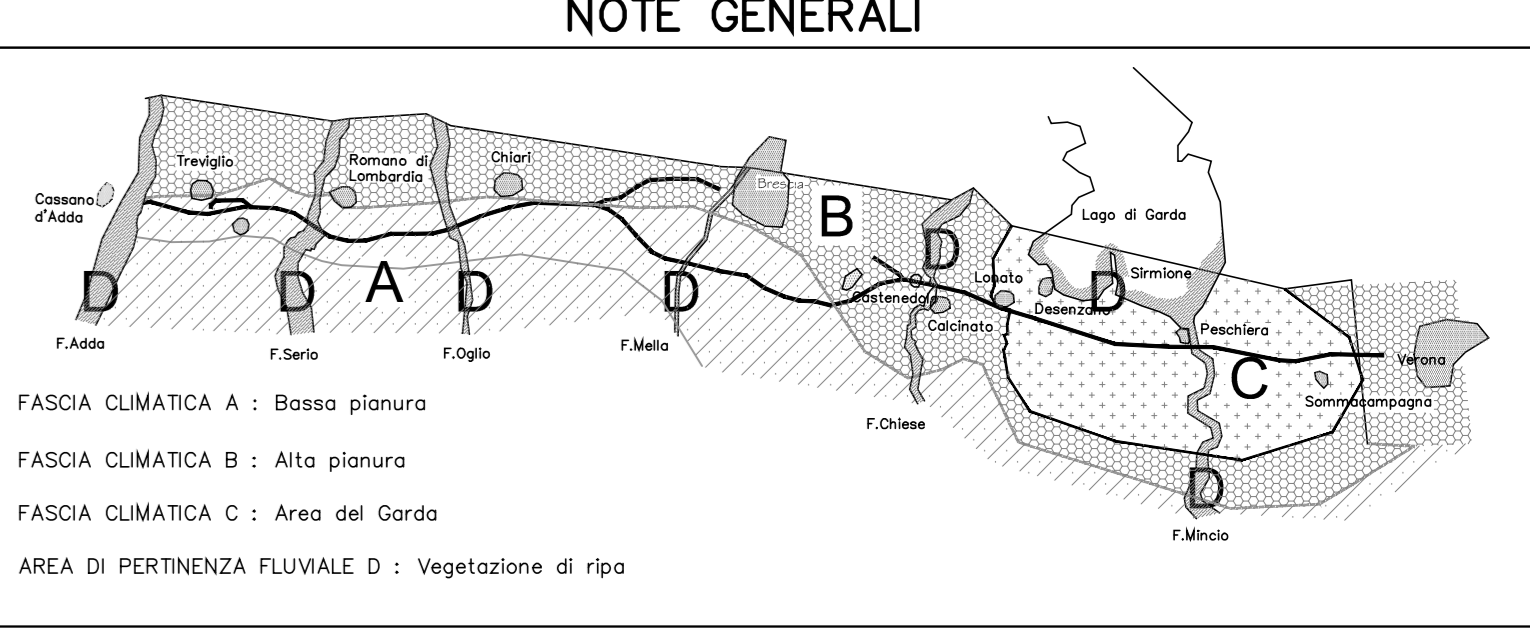 NOTE GENERALI
Treviglio
Romano di
Lombardia
Chiari
Brescia
Cassano
d'Adda
B
Lago di Garda
D
Sirmione
Lonato
A
D
D
D
D
D
Castenedolo
Desenzano
Calcinato
Peschiera
F.Adda
F.Serio
F.Oglio
F.Mella
Verona
C
Sommacampagna
F.Chiese
D
F.Mincio
FASCIA CLIMATICA A : Bassa pianura
FASCIA CLIMATICA B : Alta pianura
FASCIA CLIMATICA C : Area del Garda
AREA DI PERTINENZA FLUVIALE D : Vegetazione di ripa